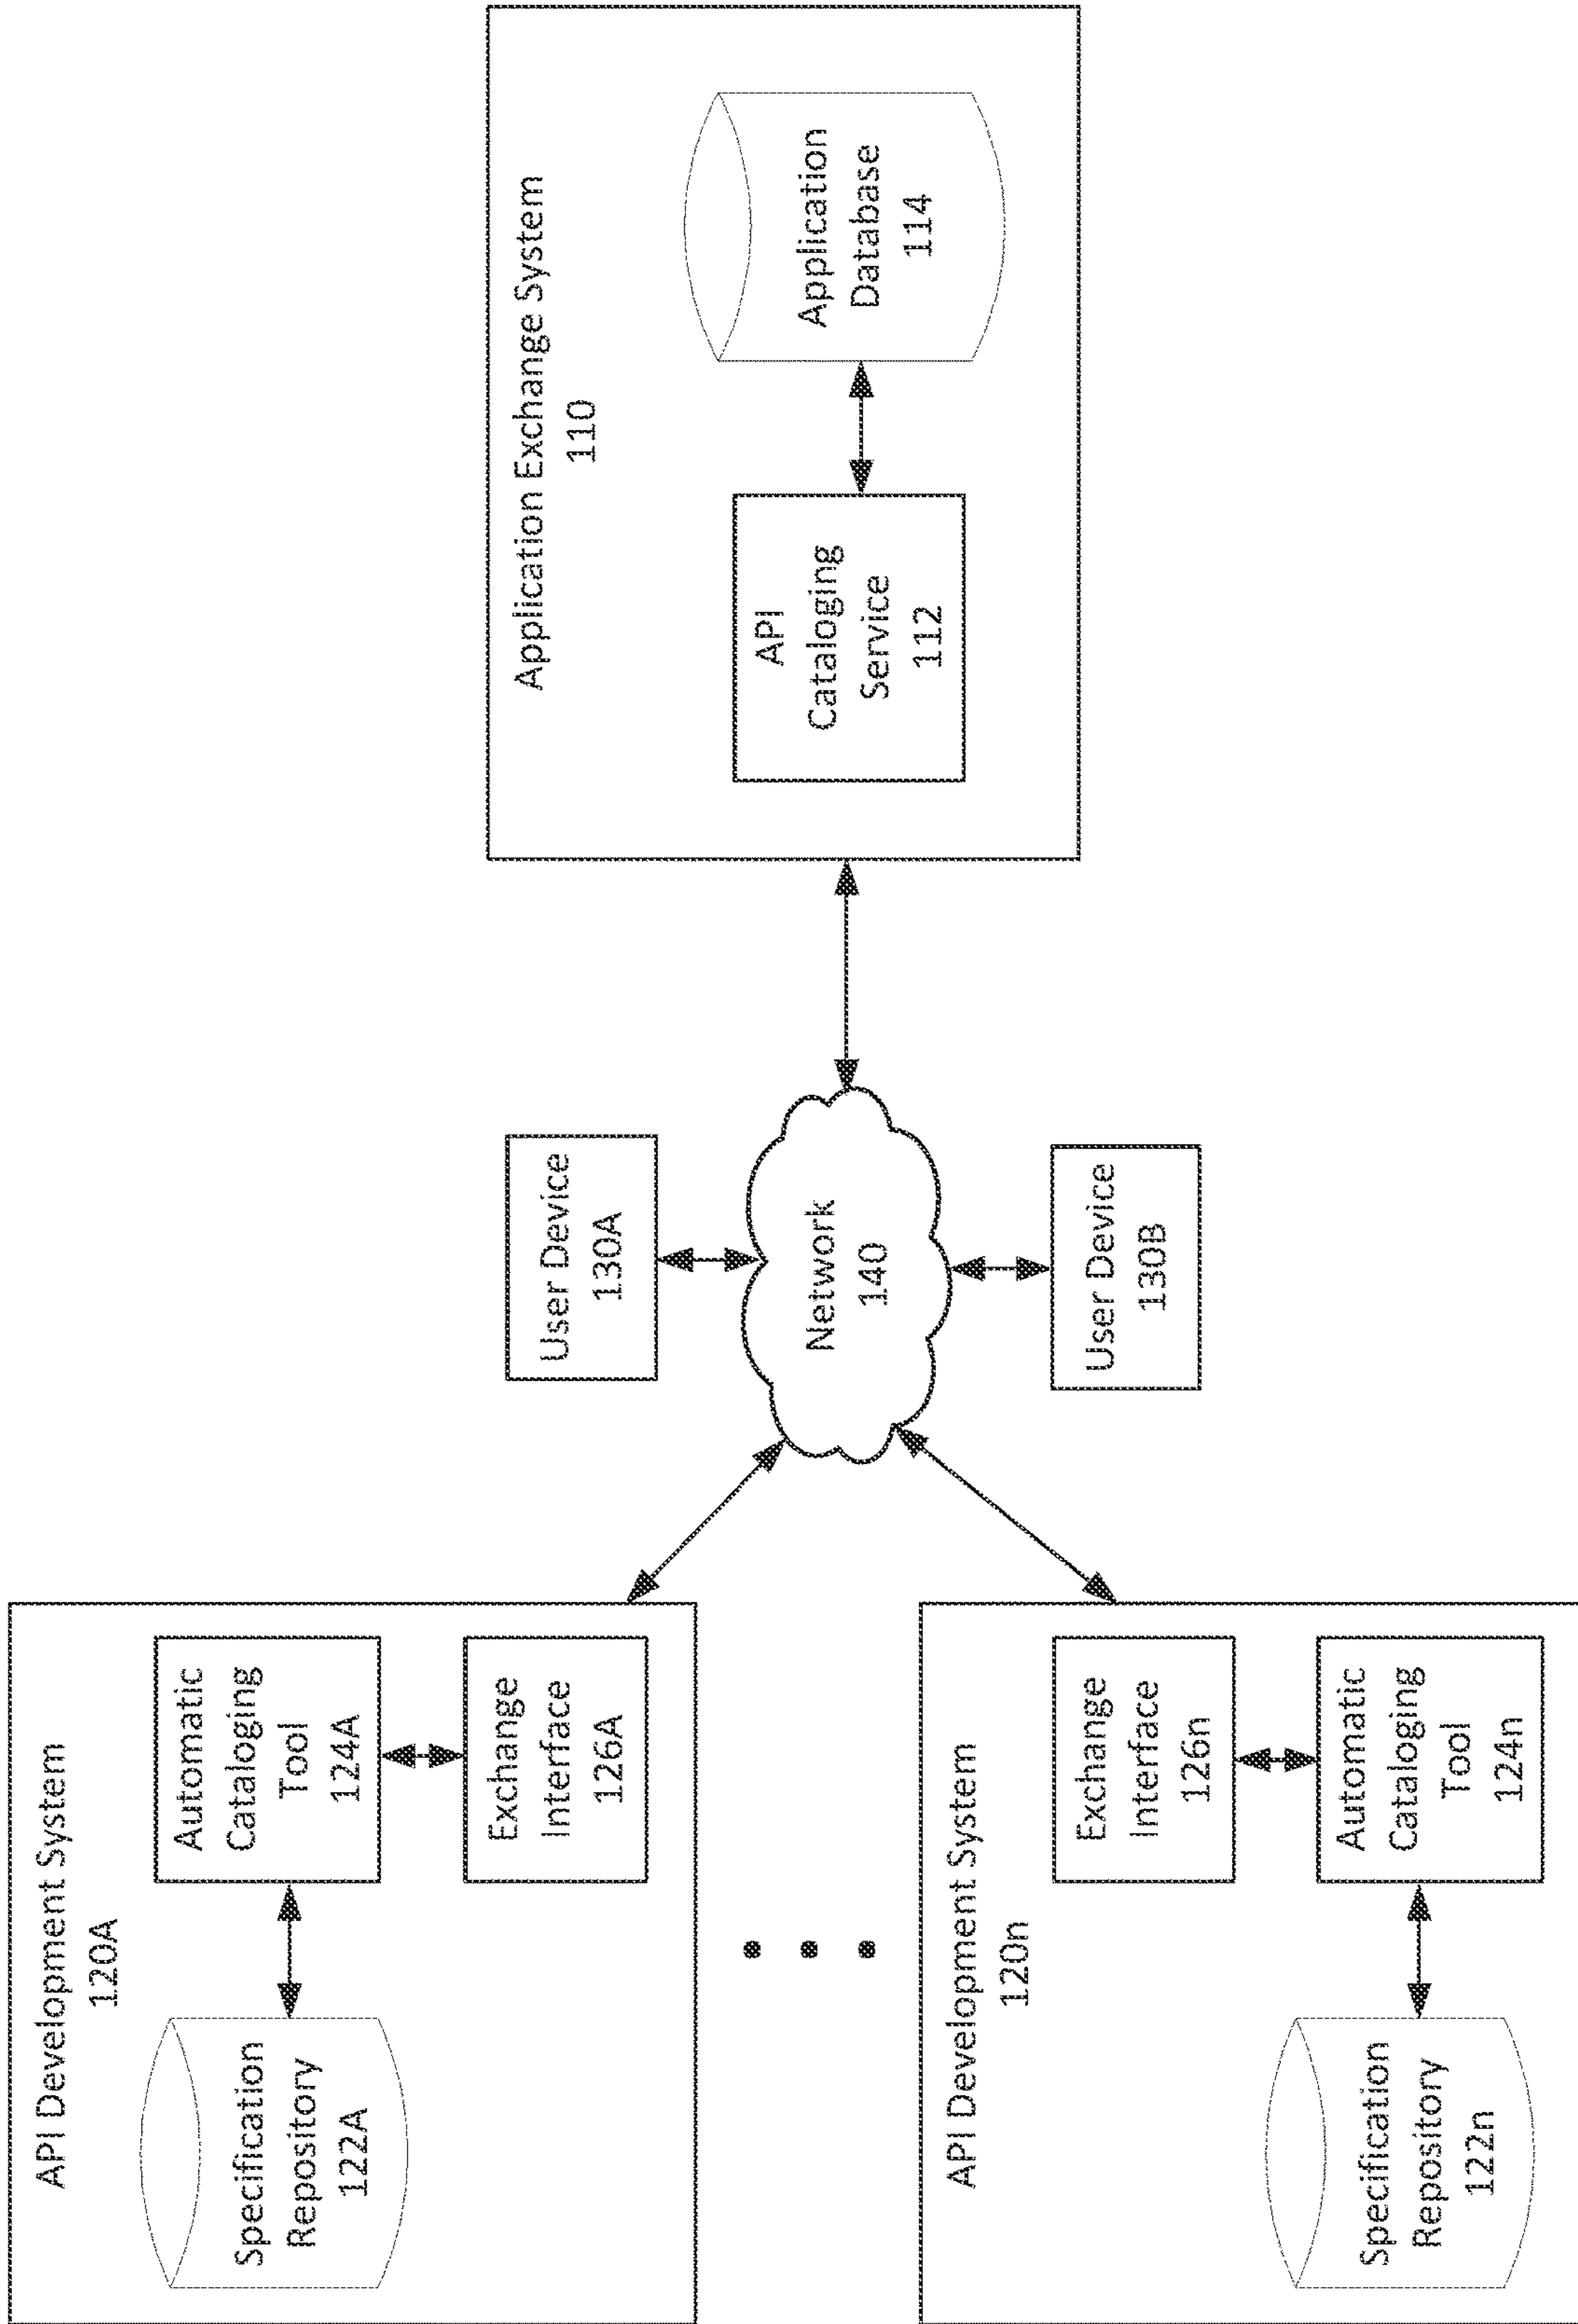 API Development System
120A
Specification
Repository
122A
Automatic
Cataloging
Tool
124A
Exchange
Interface
126A
API Development System
120n
Exchange
Interface
126n
Specification
Repository
122n
Automatic
Cataloging
Tool
124n
User Device
130A
Network
140
User Device
130B
Application Exchange System
110
API
Cataloging
Service
112
Application
Database
114